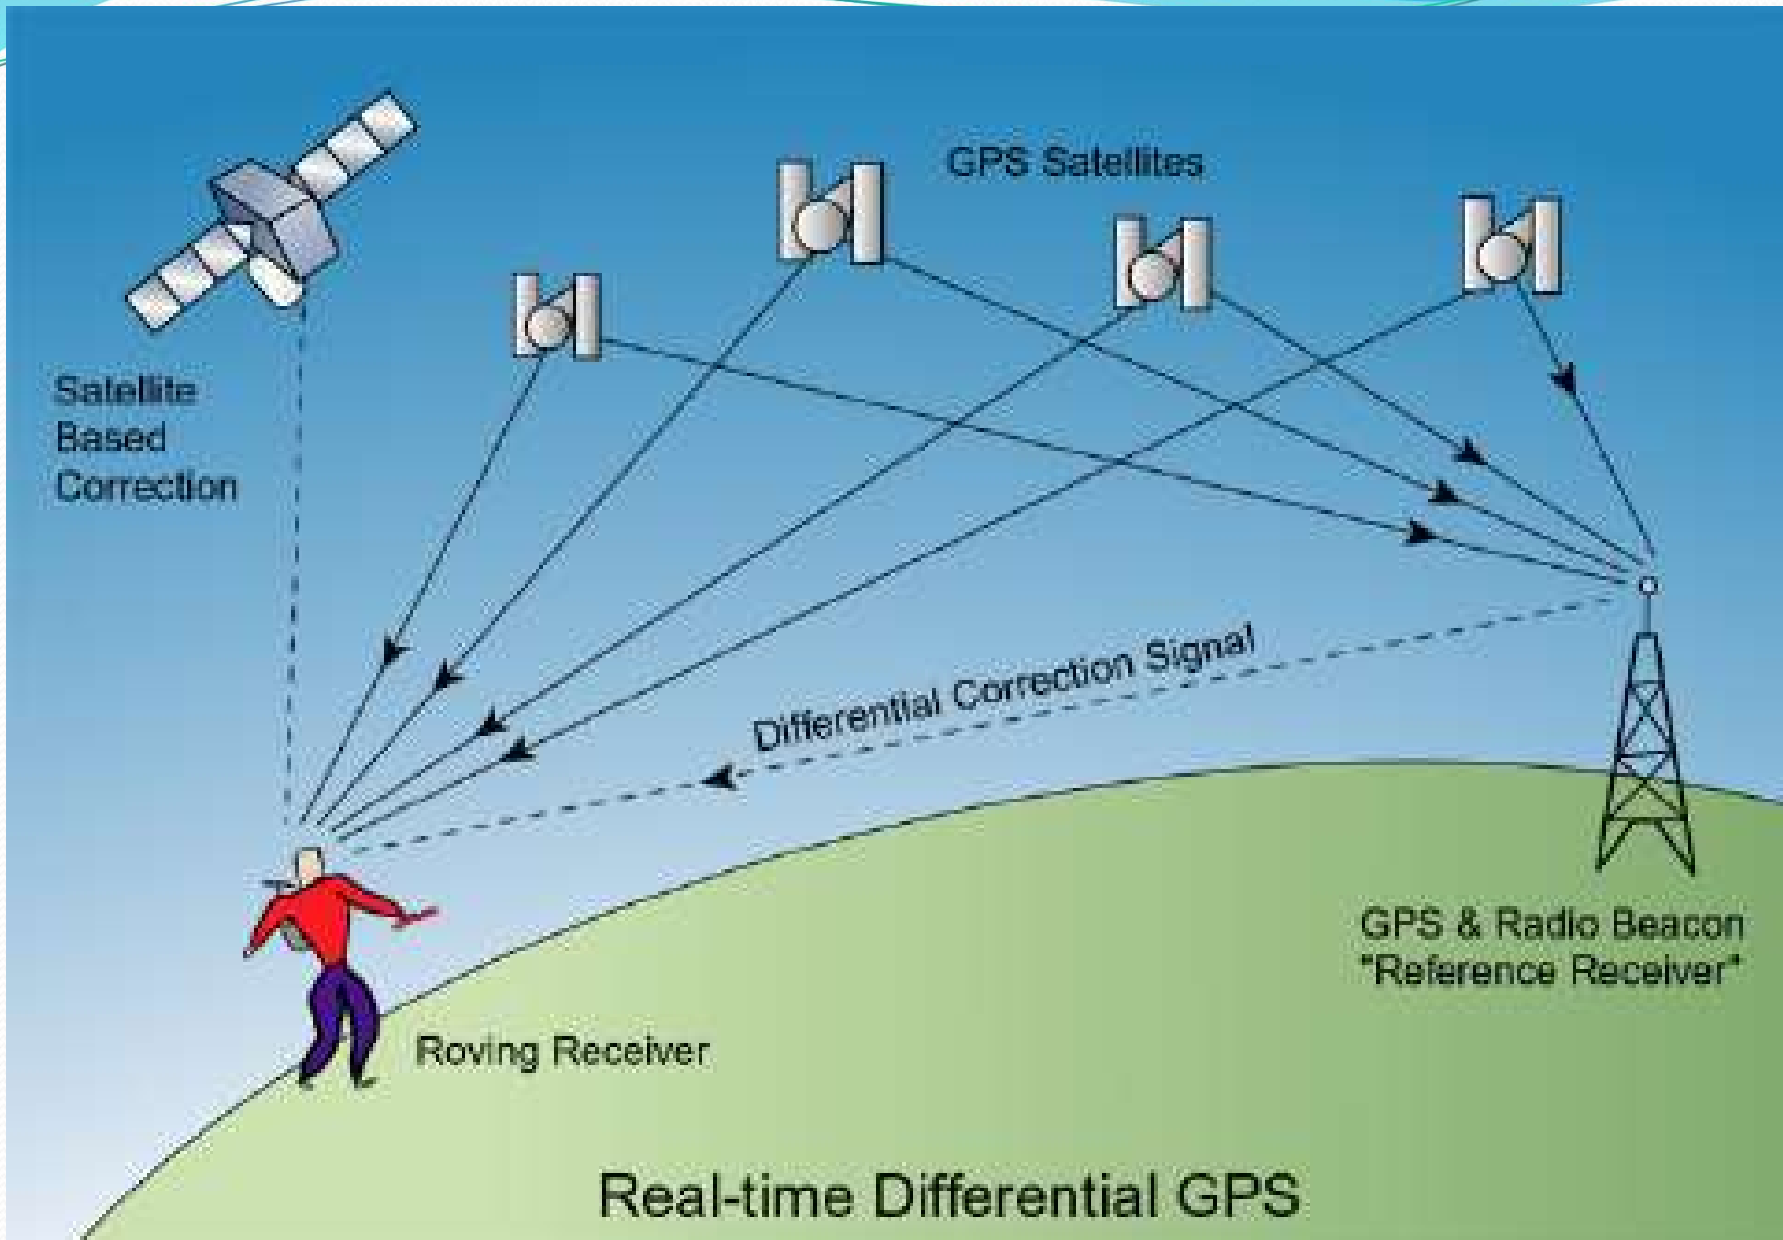 GPS Satellites
Satellite
Based
Correction
Differential Correction Signal
GPS & Radio Beacon
"Reference Receiver"
Roving Receiver
Real-time Differential GPS